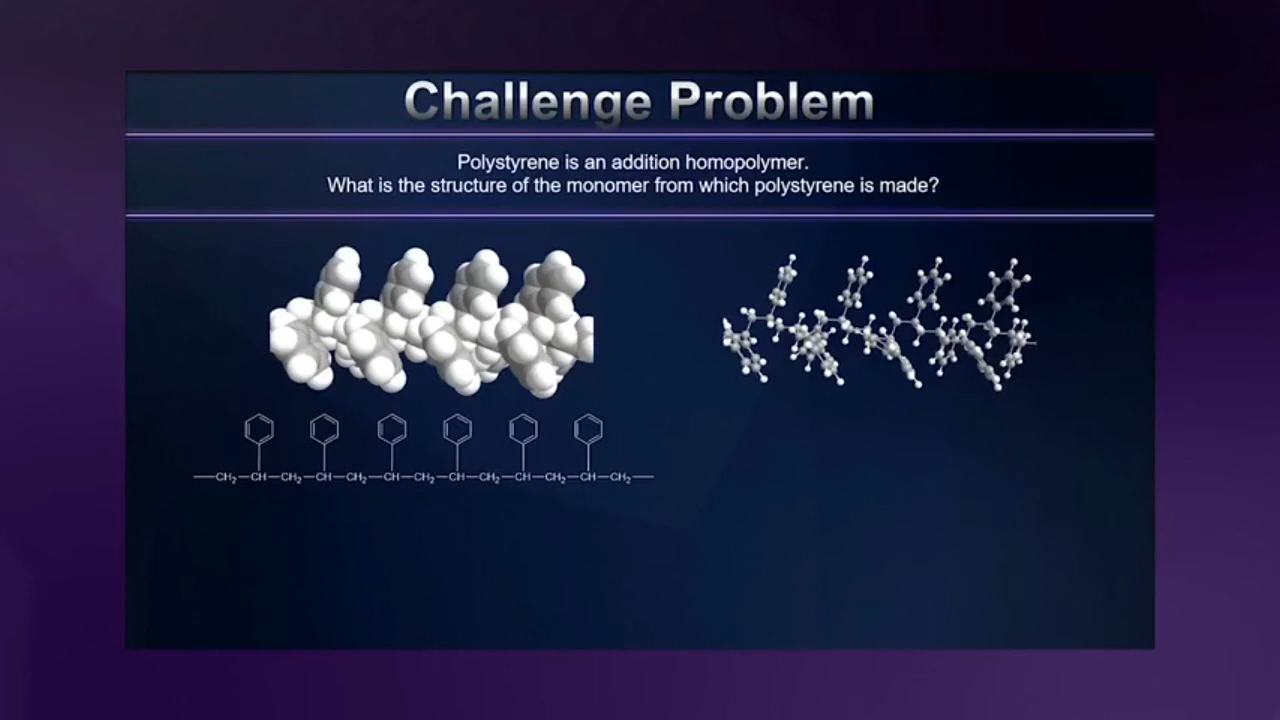 Challenge Problem
Polystyrene is an addition homopolymer.
What is the structure of the monomer from which polystyrene is made?
—CH₂—CH—CH₂—CH—CH₂—CH—CH₂—CH—CH₂—CH—CH₂—CH—CH₂—